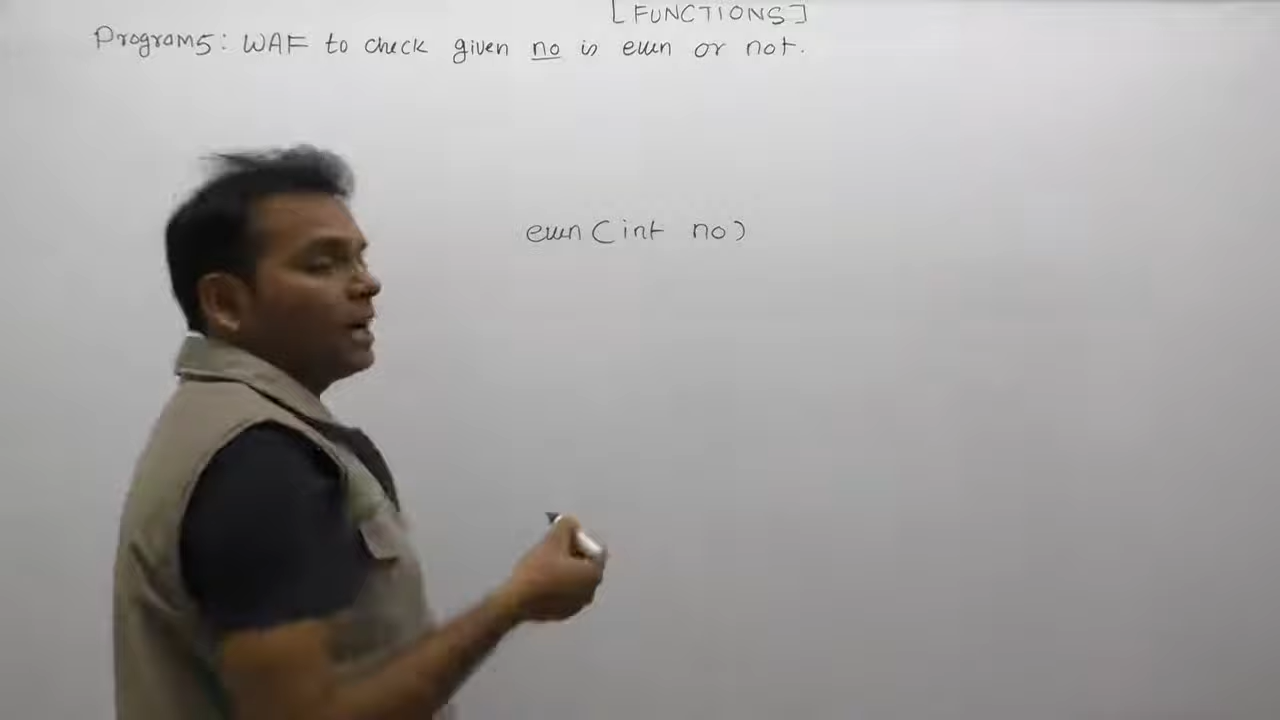 [FUNCTIONS]
Program5: WAF to check given no is even or not.
even(int no)